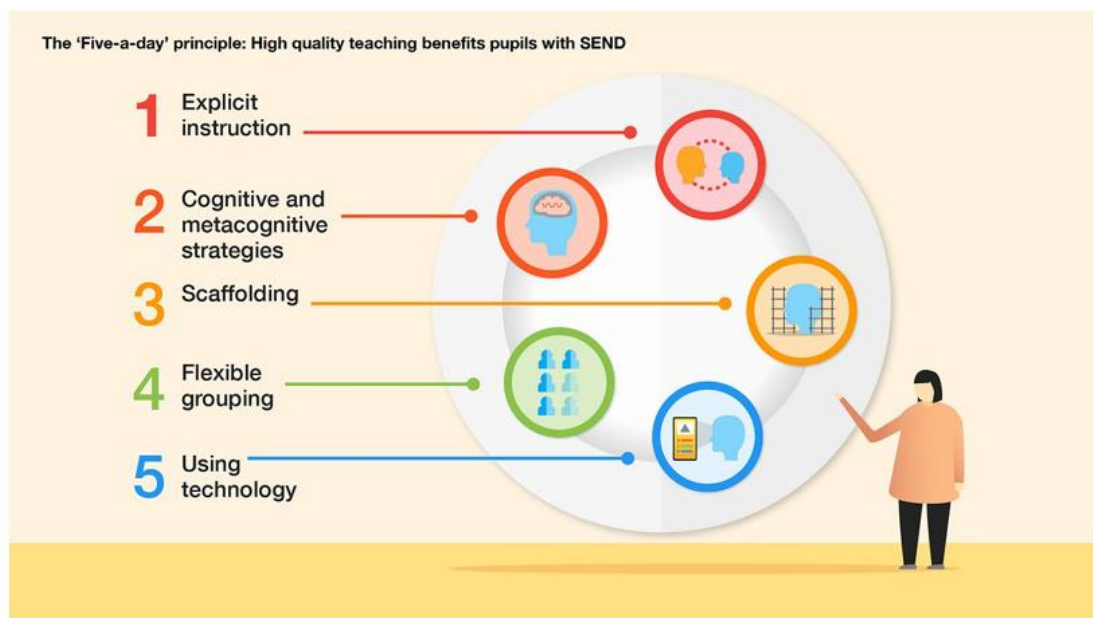 The ‘Five-a-day’ principle: High quality teaching benefits pupils with SEND
1 Explicit
instruction
2 Cognitive and
metacognitive
strategies
3 Scaffolding
4 Flexible
grouping
5 Using
technology